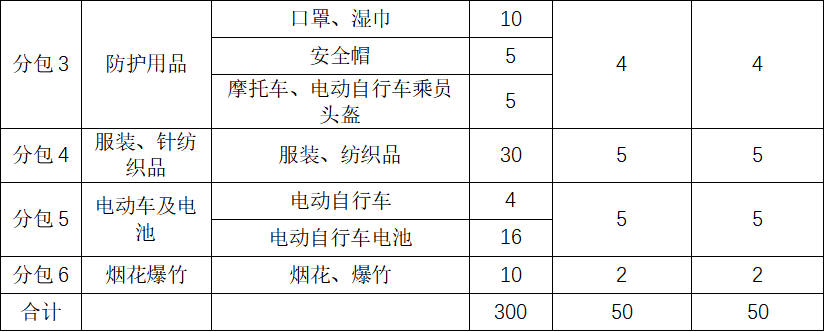 分包3 防护用品 口罩、湿巾 10 4 4
安全帽 5
摩托车、电动自行车乘员
头盔 5
分包4 服装、针纺
织品 服装、纺织品 30 5 5
分包5 电动车及电
池 电动自行车 4 5 5
电动自行车电池 16
分包6 烟花爆竹 烟花、爆竹 10 2 2
合计 300 50 50